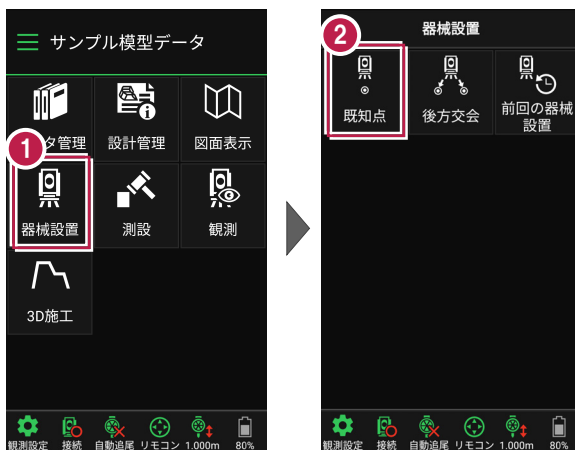 サンプル模型データ
タ管理
設計管理
図面表示
1
器械設置
測設
観測
3D施工
観測設定
接続
自動追尾
リモコン
1.000m
80%
2
器械設置
既知点
後方交会
前回の器械
設置
観測設定
接続
自動追尾
リモコン
1.000m
80%